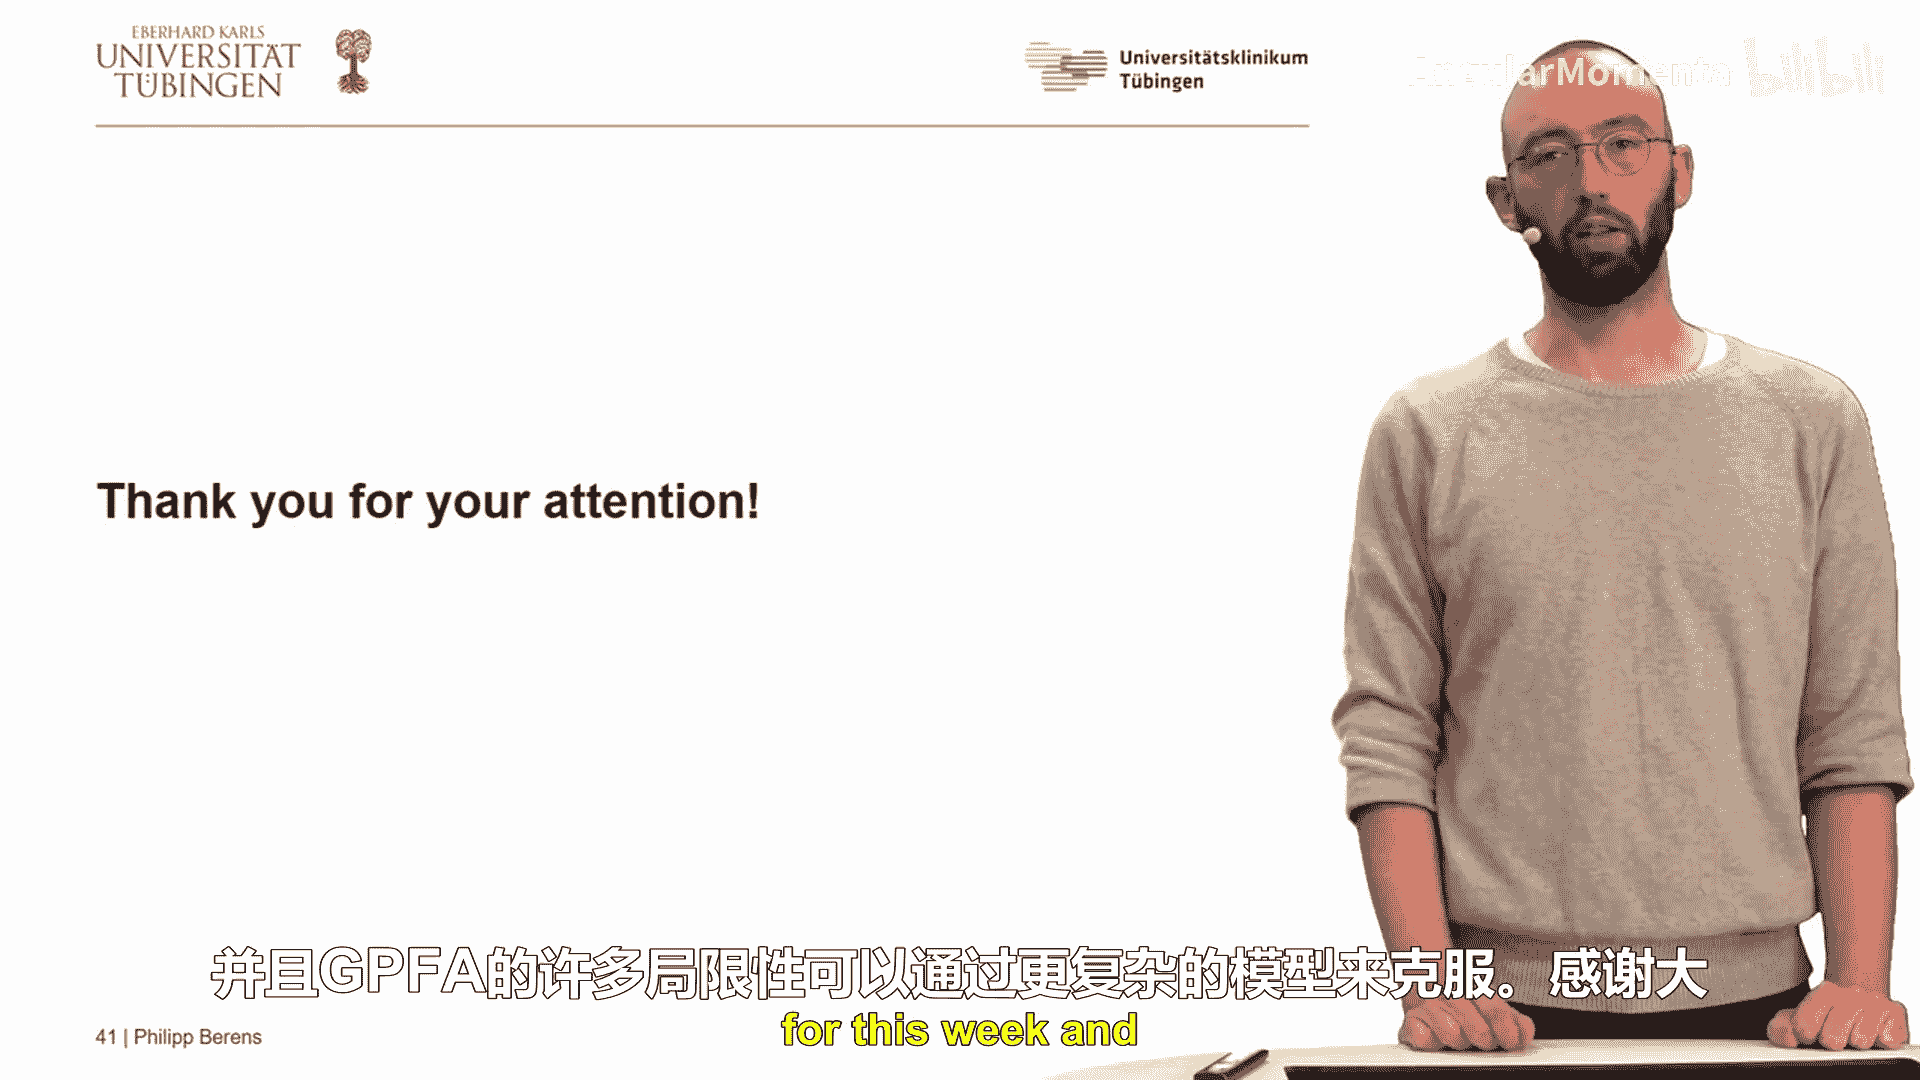 EBERHARD KARLS
UNIVERSITÄT
TÜBINGEN
Universitätsklinikum
Tübingen
bilibili
Thank you for your attention!
并且GPFA的许多局限性可以通过更复杂的模型来克服。感谢大
for this week and
41 | Philipp Berens